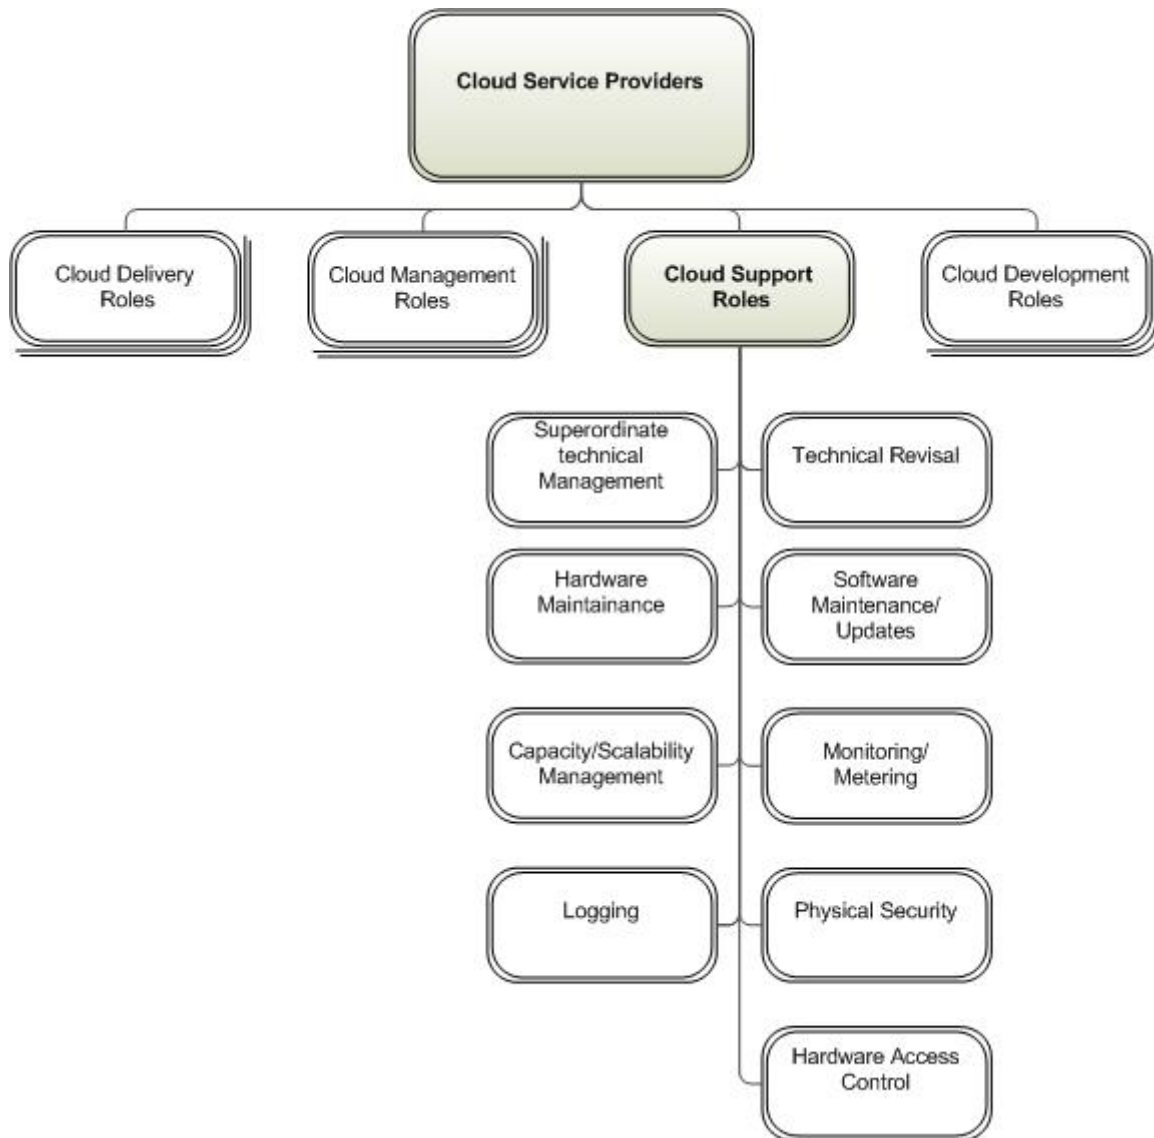 Cloud Service Providers
Cloud Delivery
Roles
Cloud Management
Roles
Cloud Support
Roles
Cloud Development
Roles
Superordinate
technical
Management
Technical Revisal
Hardware
Maintainance
Software
Maintenance/
Updates
Capacity/Scalability
Management
Monitoring/
Metering
Logging
Physical Security
Hardware Access
Control